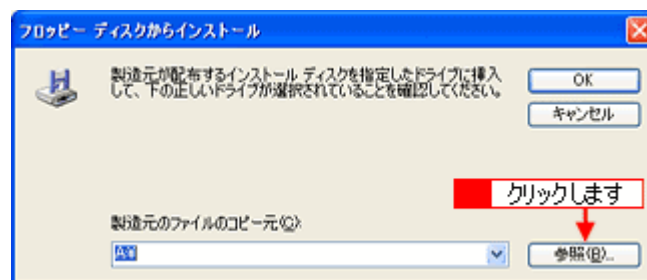 フロッピー ディスクからインストール
製造元が配布するインストール ディスクを指定したドライブに挿入
して、下の正しいドライブが選択されていることを確認してください。
OK
キャンセル
クリックします
製造元のファイルのコピー元(C):
A:¥
参照(B)...